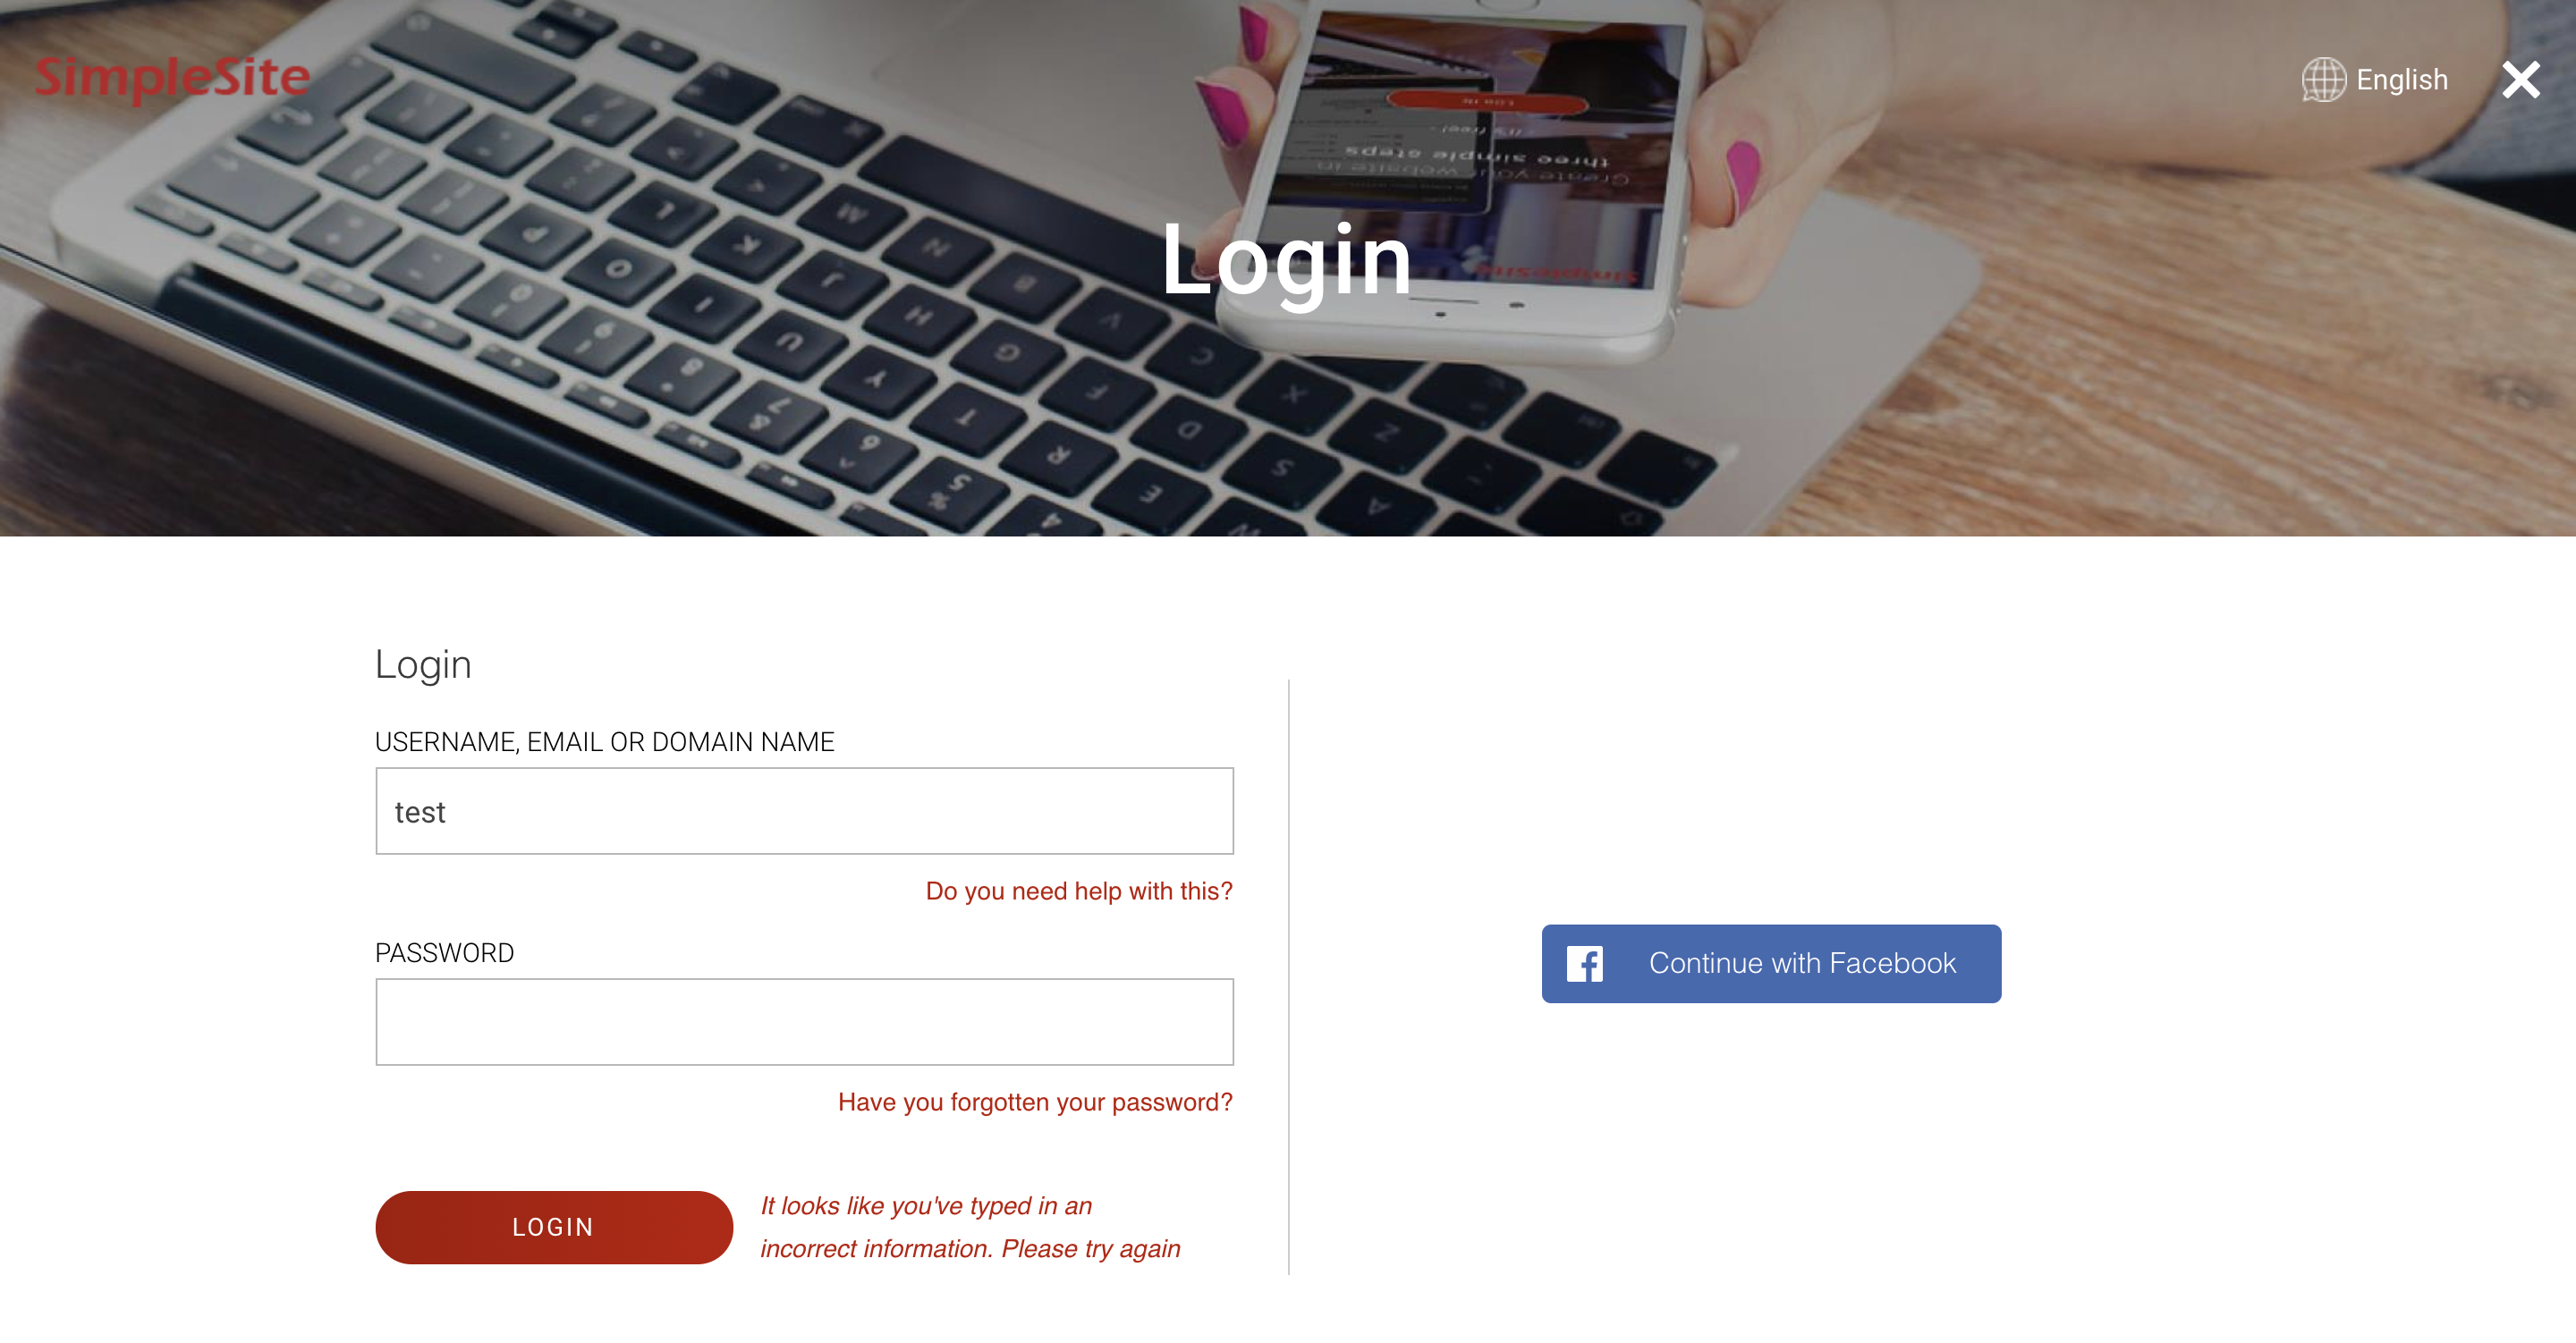 SimpleSite
English
Login
Login
USERNAME, EMAIL OR DOMAIN NAME
test
Do you need help with this?
PASSWORD
Have you forgotten your password?
LOGIN
It looks like you've typed in an
incorrect information. Please try again
Continue with Facebook